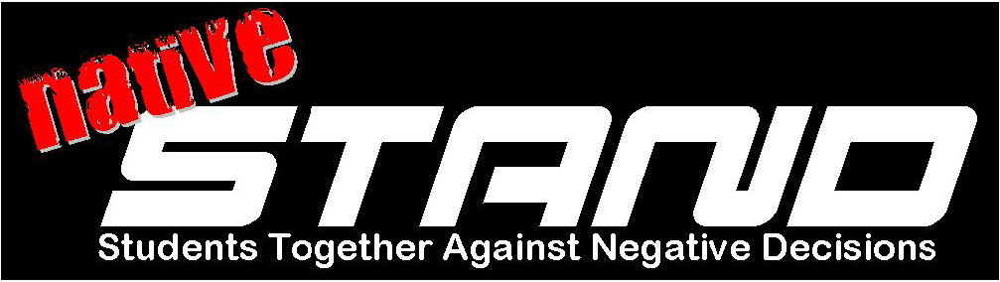 native
STAND
Students Together Against Negative Decisions